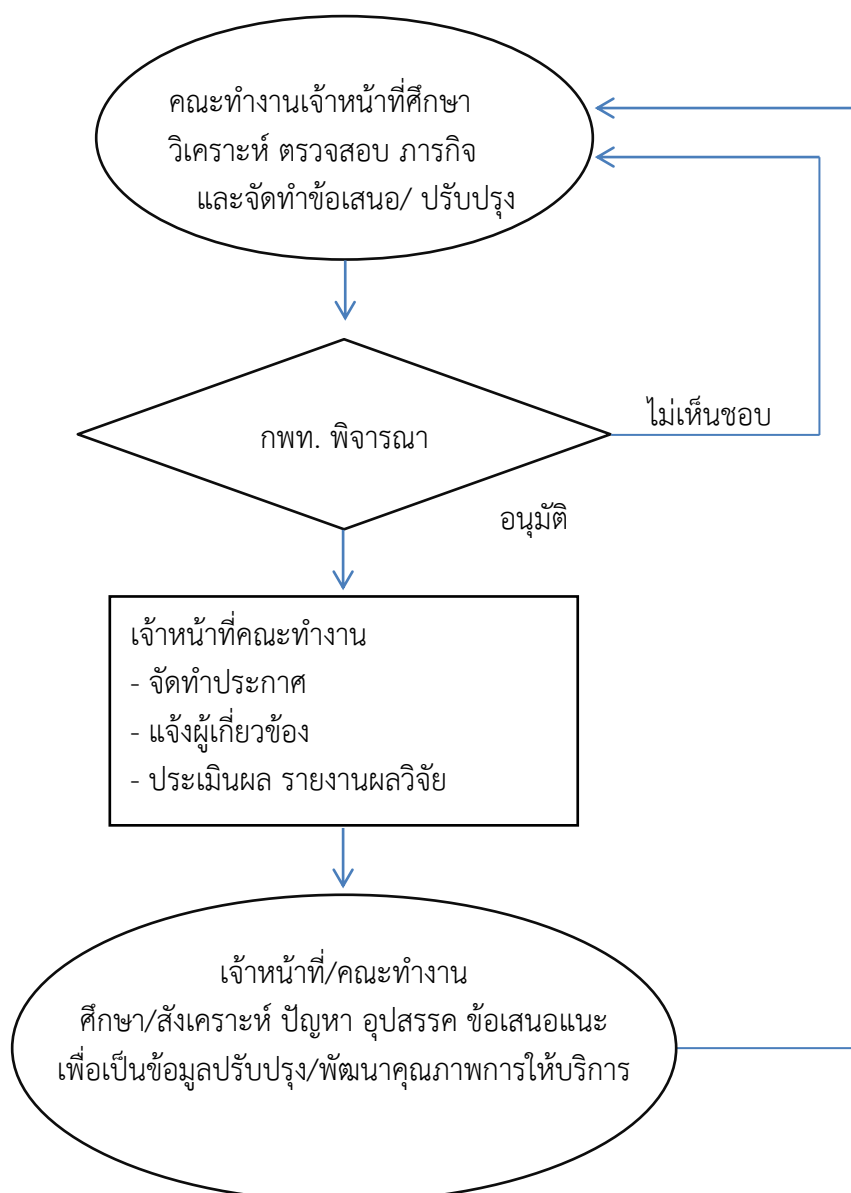 คณะทำงานเจ้าหน้าที่ศึกษา
วิเคราะห์ ตรวจสอบ ภารกิจ
และจัดทำข้อเสนอ/ ปรับปรุง
กพท. พิจารณา
ไม่เห็นชอบ
อนุมัติ
เจ้าหน้าที่คณะทำงาน
- จัดทำประกาศ
- แจ้งผู้เกี่ยวข้อง
- ประเมินผล รายงานผลวิจัย
เจ้าหน้าที่/คณะทำงาน
ศึกษา/สังเคราะห์ ปัญหา อุปสรรค ข้อเสนอแนะ
เพื่อเป็นข้อมูลปรับปรุง/พัฒนาคุณภาพการให้บริการ